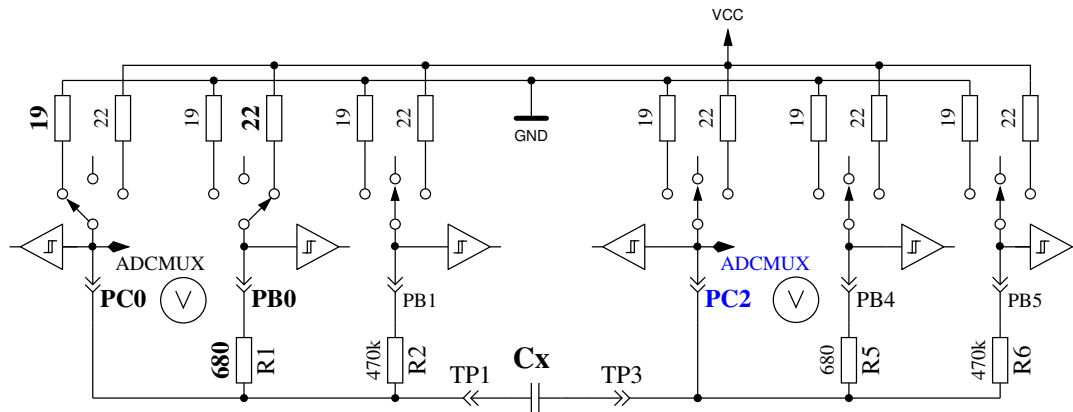 VCC
19
22
19
22
19
22
GND
19
22
19
22
19
22
ADCMUX
ADCMUX
PC0
V
PB0
PB1
PC2
V
PB4
PB5
680
R1
470k
R2
TP1
Cx
TP3
680
R5
470k
R6